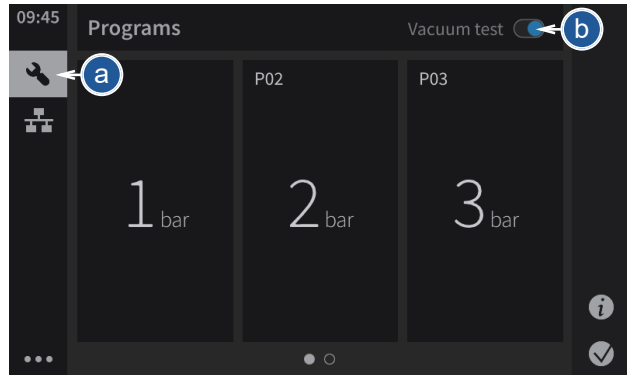 09:45
Programs
Vacuum test
b
a
P02
P03
1 bar
2 bar
3 bar
i